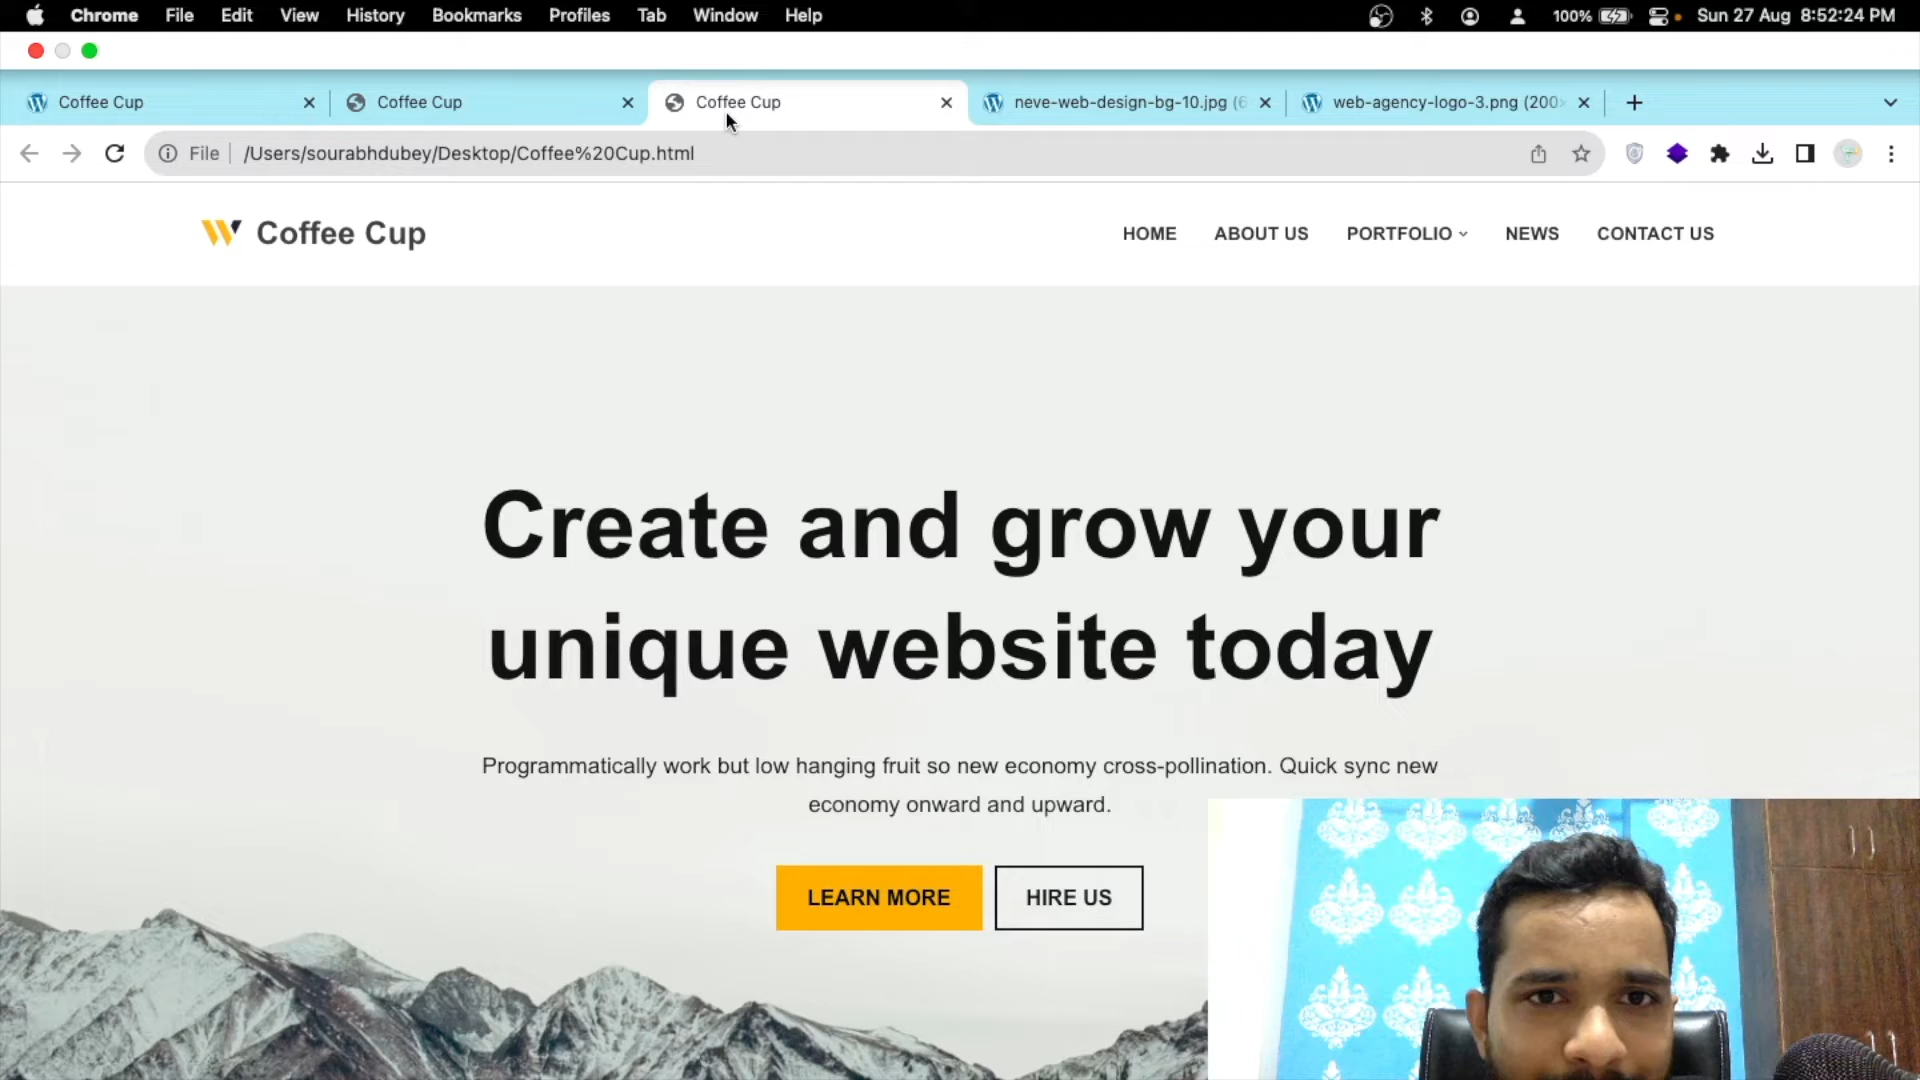 Chrome File Edit View History Bookmarks Profiles Tab Window Help 100% Sun 27 Aug 8:52:24 PM
Coffee Cup Coffee Cup Coffee Cup neve-web-design-bg-10.jpg (6 web-agency-logo-3.png (200
File /Users/sourabhdubey/Desktop/Coffee%20Cup.html
Coffee Cup HOME ABOUT US PORTFOLIO NEWS CONTACT US
Create and grow your
unique website today
Programmatically work but low hanging fruit so new economy cross-pollination. Quick sync new
economy onward and upward.
LEARN MORE HIRE US